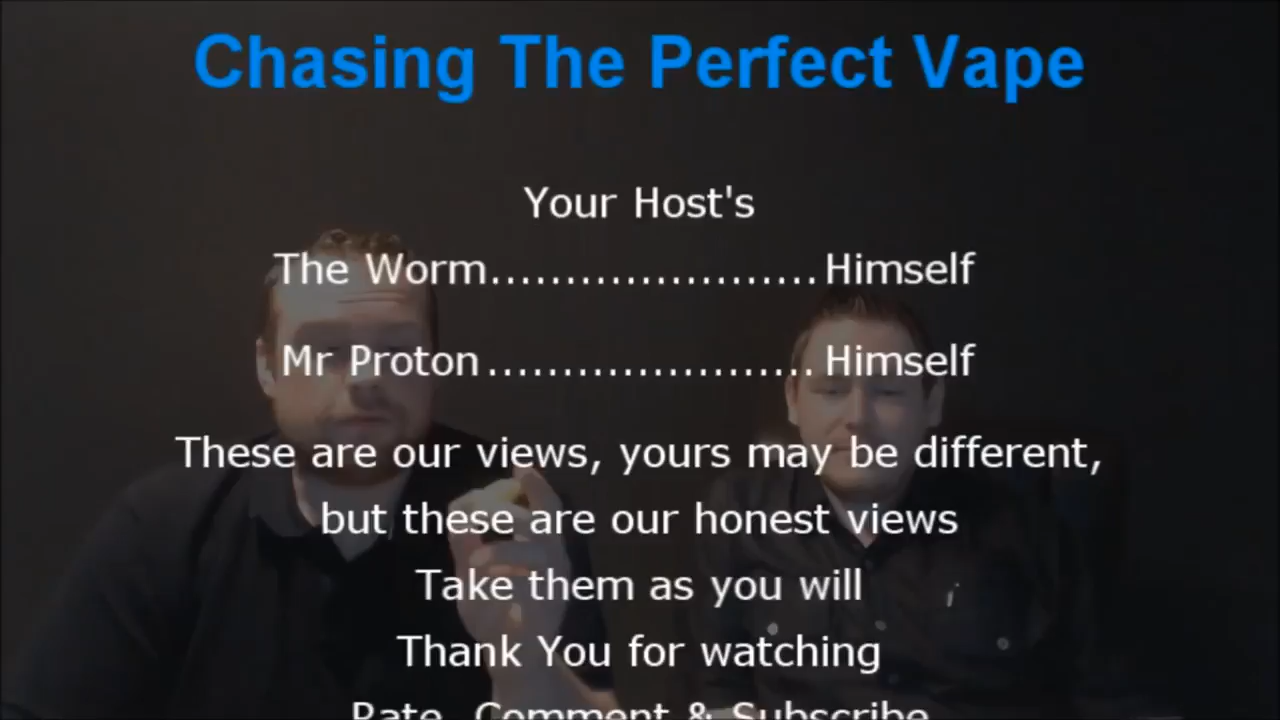 Chasing The Perfect Vape
Your Host's
The Worm......................Himself
Mr Proton......................Himself
These are our views, yours may be different,
but these are our honest views
Take them as you will
Thank You for watching
Rate, Comment & Subscribe